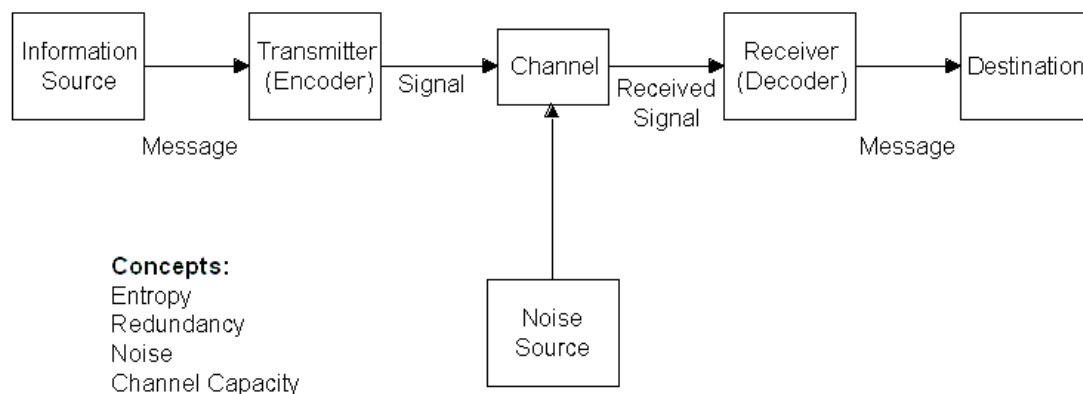 Information
Source
Transmitter
(Encoder)
Channel
Receiver
(Decoder)
Destination
Signal
Received
Signal
Message
Message
Concepts:
Entropy
Redundancy
Noise
Channel Capacity
Noise
Source